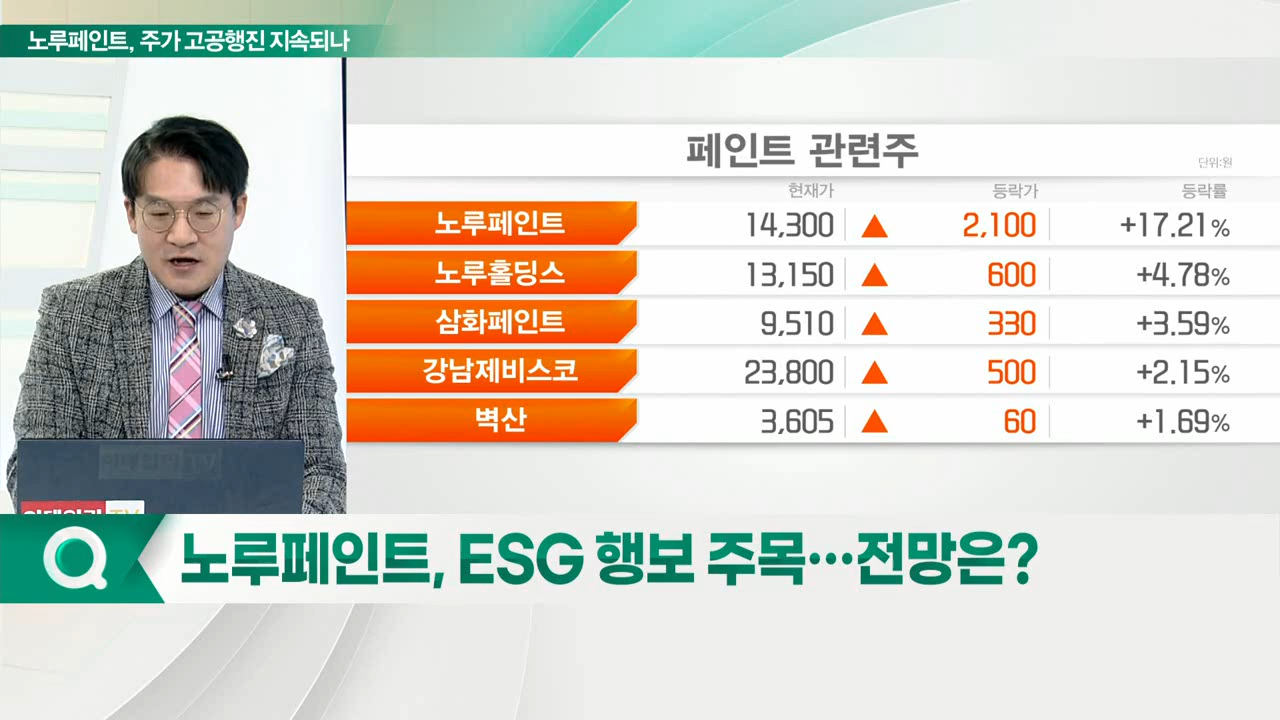 노루페인트, 주가 고공행진 지속되나
페인트 관련주
단위:원
현재가 등락가 등락률
노루페인트 14,300 ▲ 2,100 +17.21%
노루홀딩스 13,150 ▲ 600 +4.78%
삼화페인트 9,510 ▲ 330 +3.59%
강남제비스코 23,800 ▲ 500 +2.15%
벽산 3,605 ▲ 60 +1.69%
이데일리 TV
노루페인트, ESG 행보 주목···전망은?